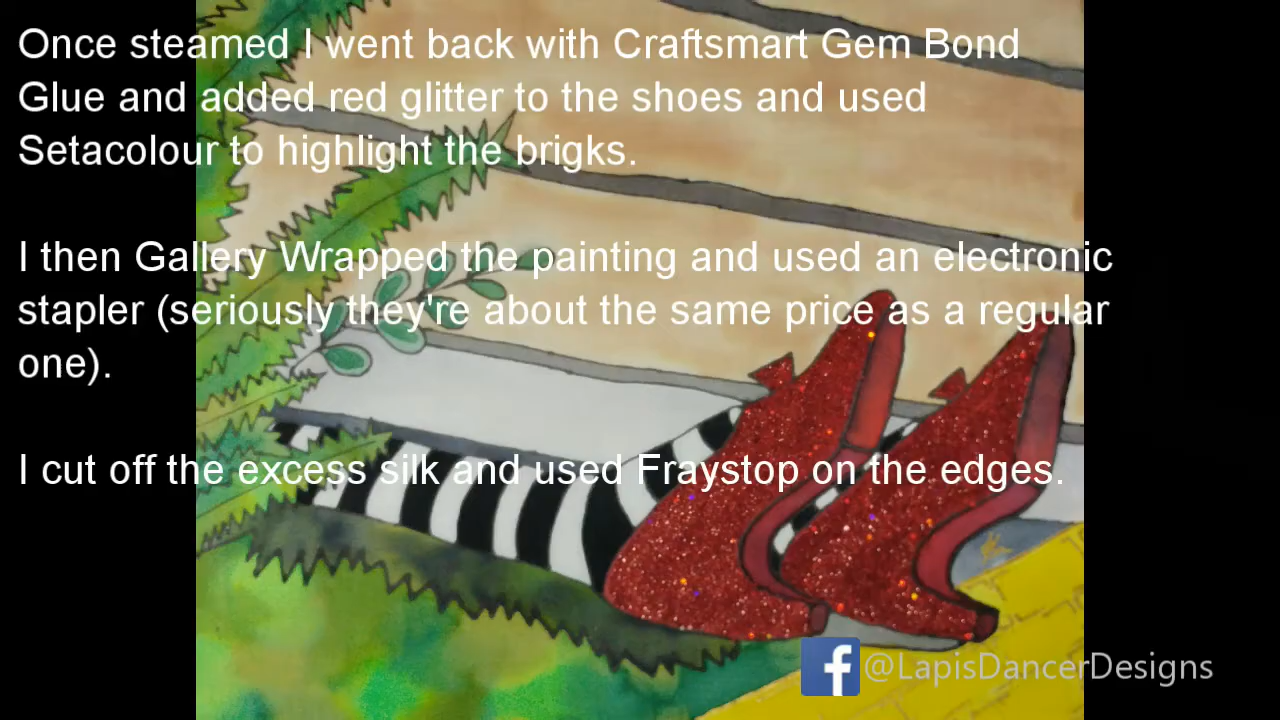 Once steamed I went back with Craftsmart Gem Bond
Glue and added red glitter to the shoes and used
Setacolour to highlight the brigks.
I then Gallery Wrapped the painting and used an electronic
stapler (seriously they're about the same price as a regular
one).
I cut off the excess silk and used Fraystop on the edges.
f @LapisDancerDesigns